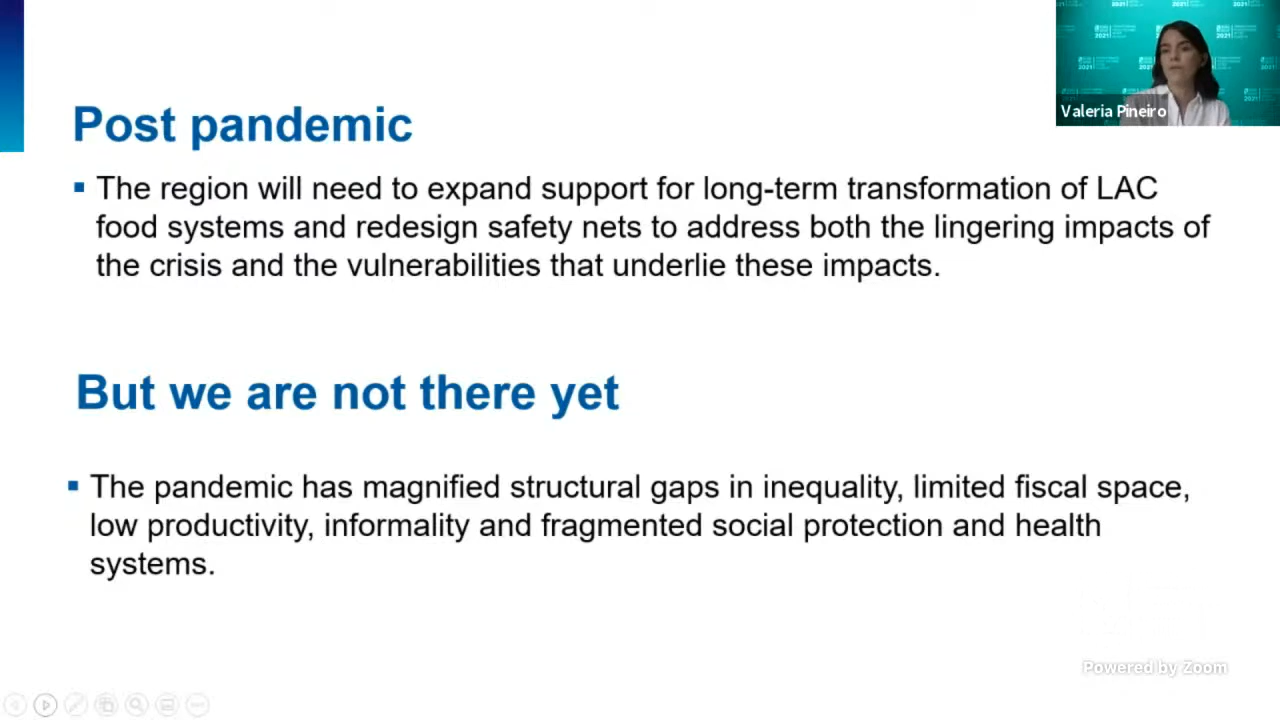 Post pandemic
The region will need to expand support for long-term transformation of LAC
food systems and redesign safety nets to address both the lingering impacts of
the crisis and the vulnerabilities that underlie these impacts.
But we are not there yet
The pandemic has magnified structural gaps in inequality, limited fiscal space,
low productivity, informality and fragmented social protection and health
systems.
Valeria Pineiro
2021
Powered by Zoom